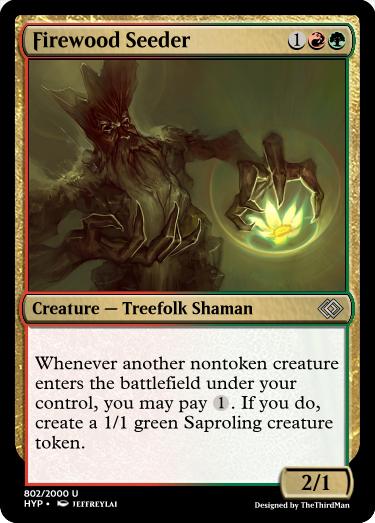 Firewood Seeder 1
Creature — Treefolk Shaman
Whenever another nontoken creature
enters the battlefield under your
control, you may pay 1. If you do,
create a 1/1 green Saproling creature
token.
2/1
802/2000 U
HYP • JEFFREYLAI
Designed by TheThirdMan